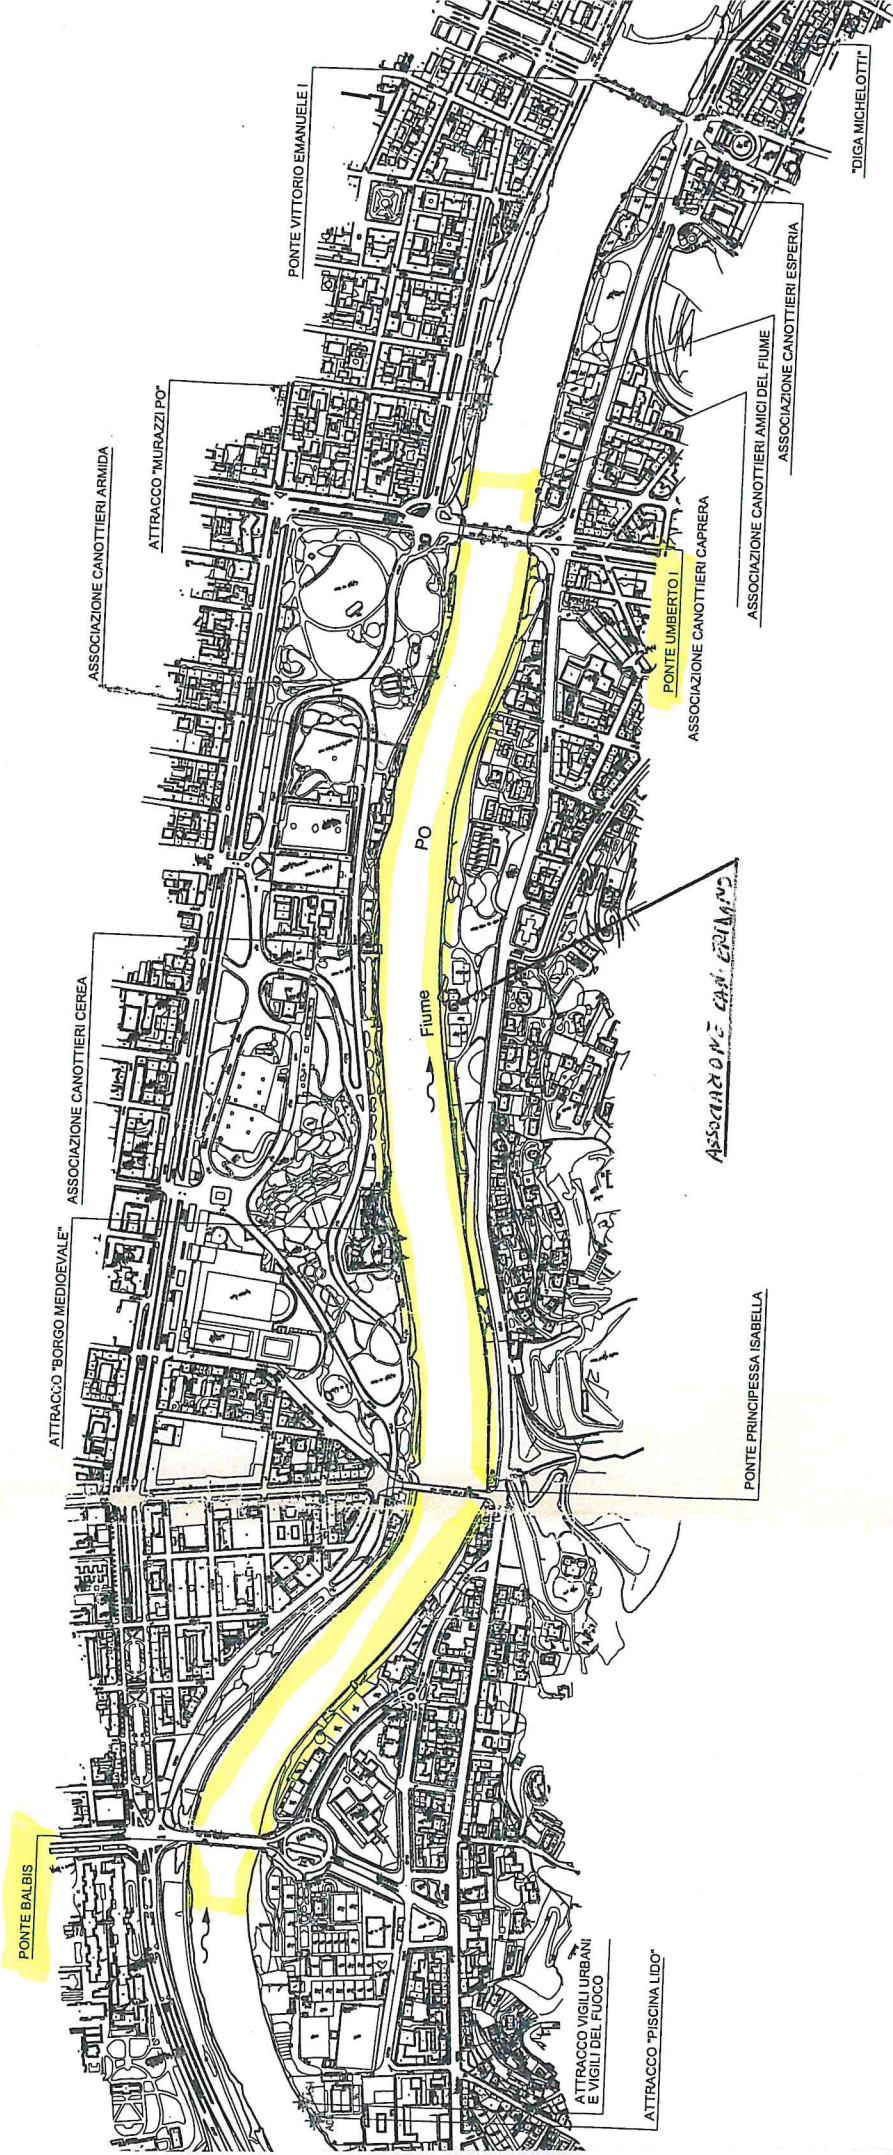 PONTE BALBIS
ATTRACCO "BORGO MEDIOEVALE"
ASSOCIAZIONE CANOTTIERI CEREA
ASSOCIAZIONE CANOTTIERI ARMIDA
ATTRACCO "MURAZZI PO"
PONTE VITTORIO EMANUELE I
Fiume
PO
ATTRACCO VIGILI URBANI
E VIGILI DEL FUOCO
ATTRACCO "PISCINA LIDO"
PONTE PRINCIPESSA ISABELLA
ASSOCIAZIONE CAN.
PONTE UMBERTO I
ASSOCIAZIONE CANOTTIERI CAPRERA
ASSOCIAZIONE CANOTTIERI AMICI DEL FIUME
ASSOCIAZIONE CANOTTIERI ESPERIA
"DIGA MICHELOTTI"